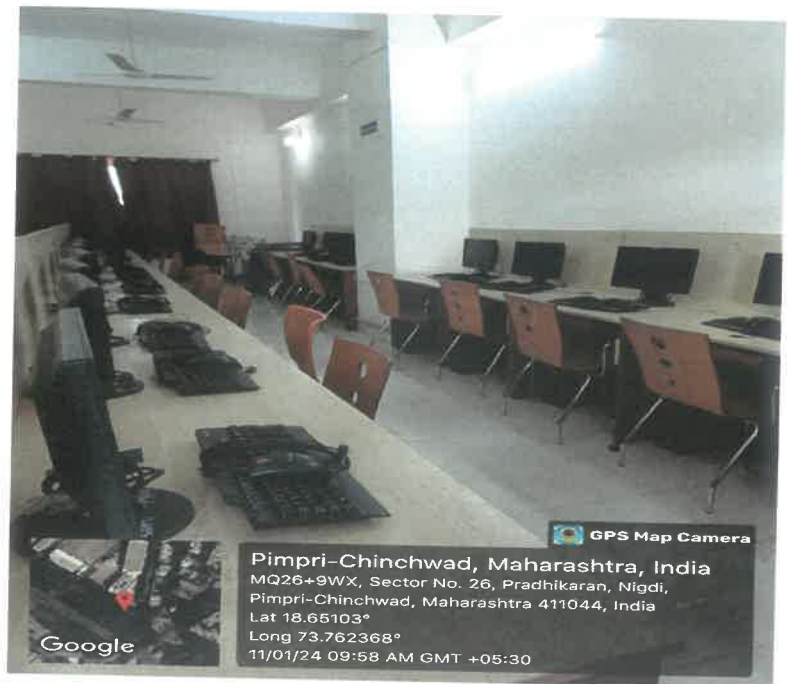 GPS Map Camera
Pimpri-Chinchwad, Maharashtra, India
MQ26+9WX, Sector No. 26, Pradhikaran, Nigdi,
Pimpri-Chinchwad, Maharashtra 411044, India
Lat 18.65103°
Long 73.762368°
11/01/24 09:58 AM GMT +05:30
Google